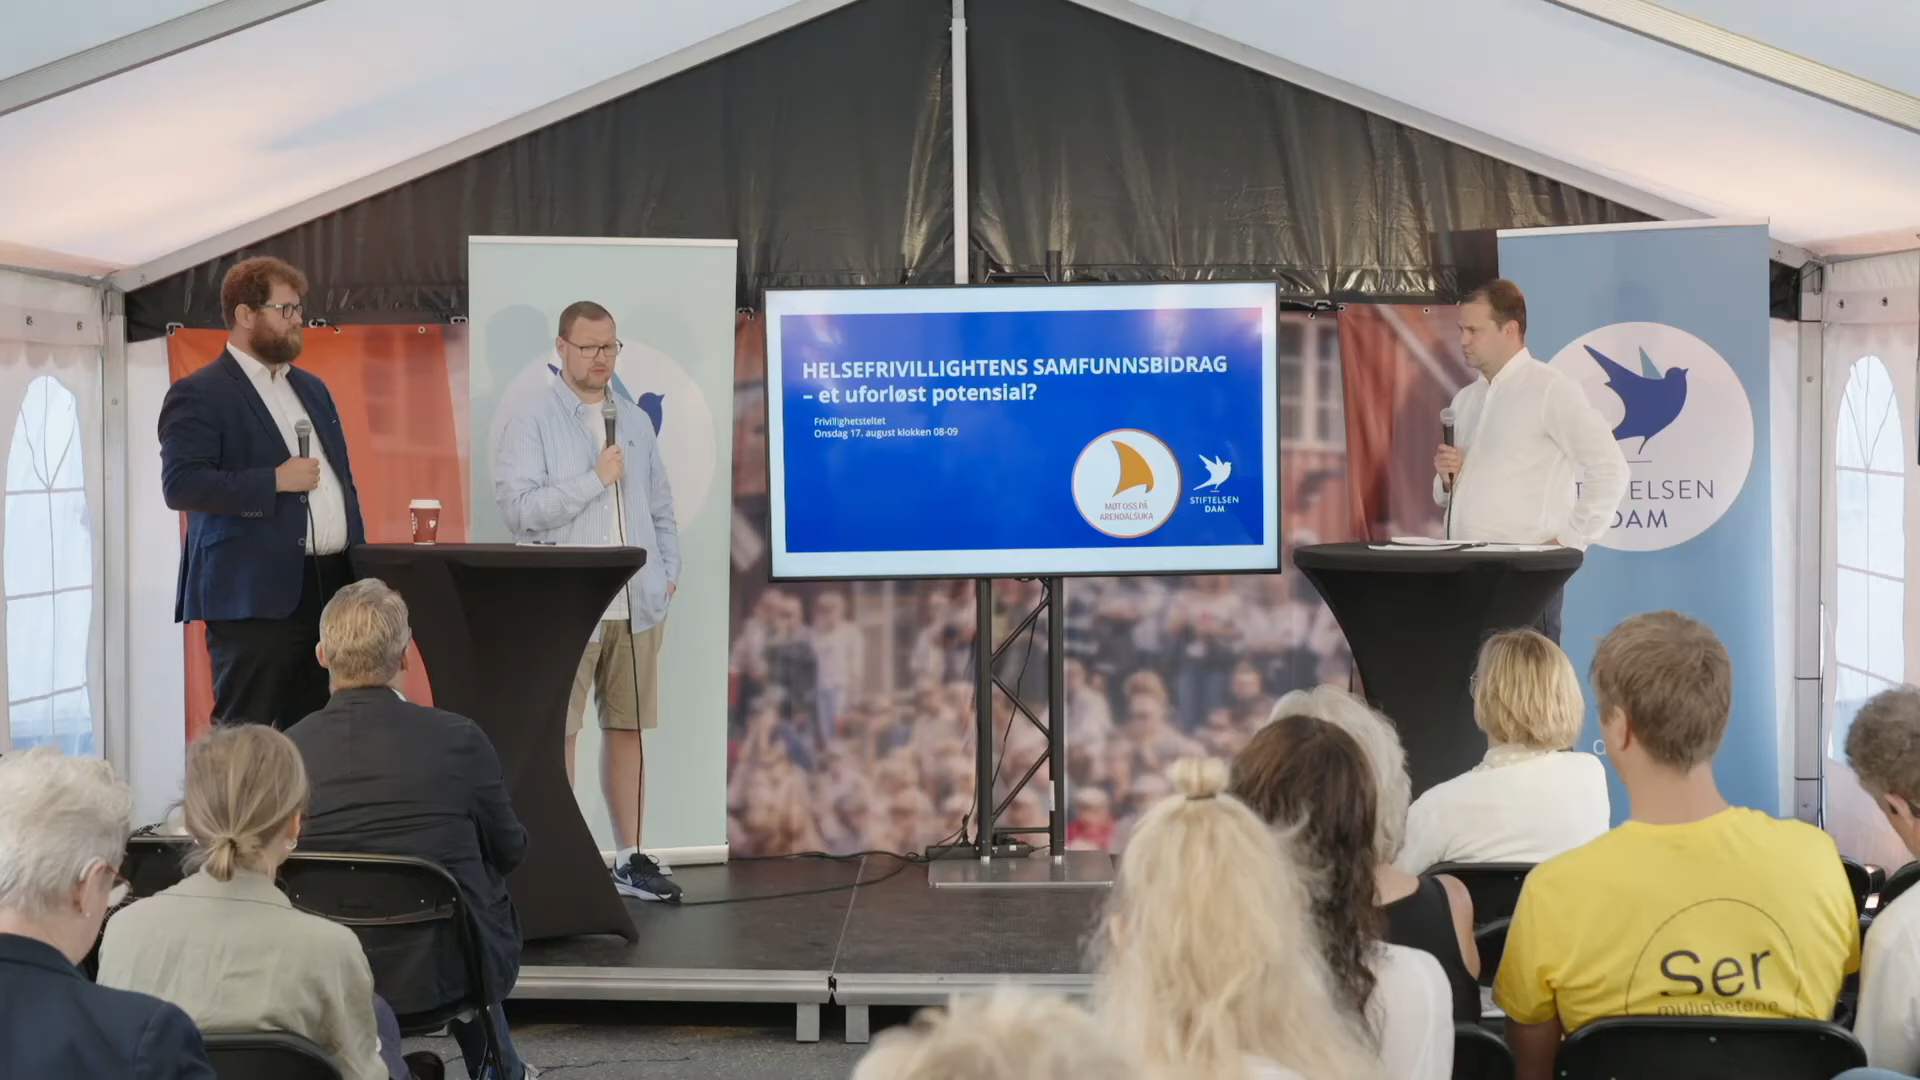 HELSEFRIVILLIGHTENS SAMFUNNSBIDRAG
– et uforløst potensial?
Frivillighetsteltet
Onsdag 17. august klokken 08-09
MØT OSS PÅ
ARENDALSUKA
STIFTELSEN
DAM
ELSEN
DAM
Ser
mulighetene